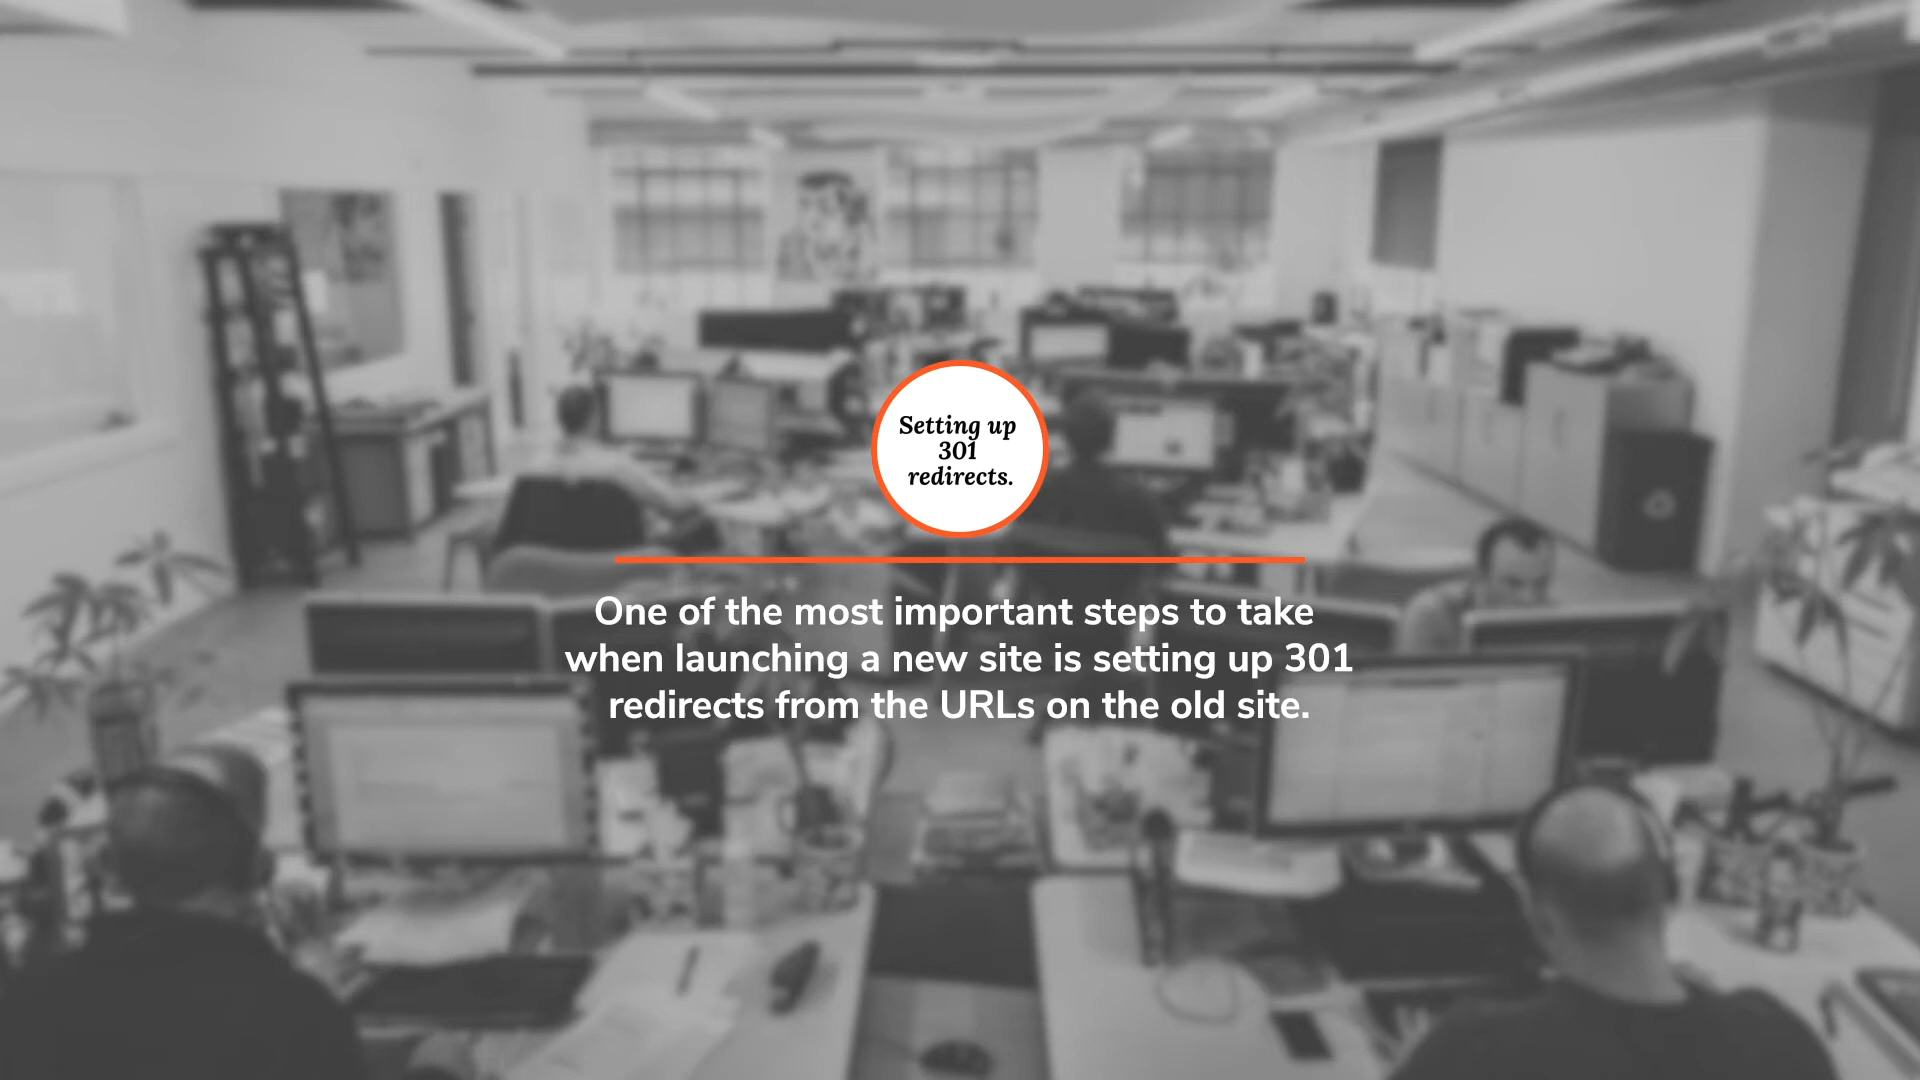 Setting up
301
redirects.
One of the most important steps to take
when launching a new site is setting up 301
redirects from the URLs on the old site.